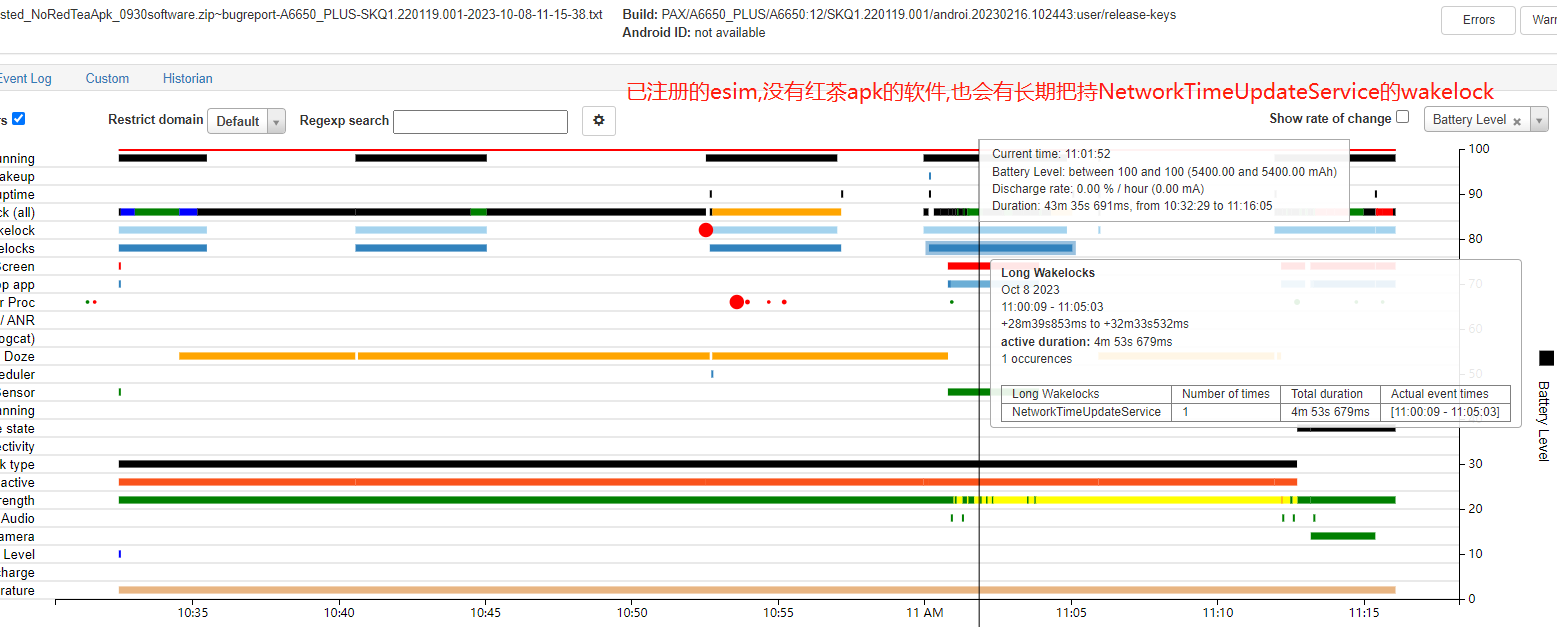 sted_NoRedTeaApk_0930software.zip~bugreport-A6650_PLUS-SKQ1.220119.001-2023-10-08-11-15-38.txt
Build: PAX/A6650_PLUS/A6650:12/SKQ1.220119.001/androi.20230216.102443:user/release-keys
Android ID: not available
Errors
Warr
Event Log Custom Historian
已注册的esim,没有红茶apk的软件,也会有长期把持NetworkTimeUpdateService的wakelock
rs Restrict domain Default Regexp search
Show rate of change Battery Level ×
Current time: 11:01:52
Battery Level: between 100 and 100 (5400.00 and 5400.00 mAh)
Discharge rate: 0.00 % / hour (0.00 mA)
Duration: 43m 35s 691ms, from 10:32:29 to 11:16:05
nning
akeup
uptime
ck (all)
kelock
elocks
Screen
op app
r Proc
/ ANR
ogcat)
Doze
eduler
Sensor
nning
e state
ectivity
k type
active
rength
Audio
amera
Level
charge
rature
Long Wakelocks
Oct 8 2023
11:00:09 - 11:05:03
+28m39s853ms to +32m33s532ms
active duration: 4m 53s 679ms
1 occurences
Long Wakelocks Number of times Total duration Actual event times
NetworkTimeUpdateService 1 4m 53s 679ms [11:00:09 - 11:05:03]
100
90
80
70
60
50
30
20
10
0
Battery Level
10:35 10:40 10:45 10:50 10:55 11 AM 11:05 11:10 11:15